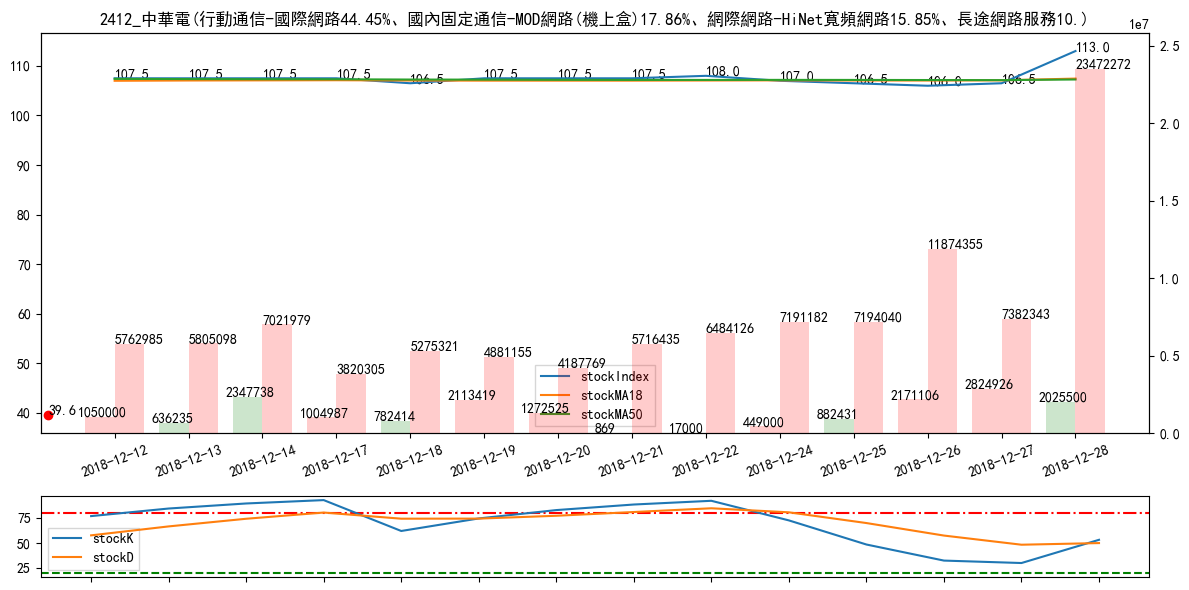 2412_中華電(行動通信-國際網路44.45%、國內固定通信-MOD網路(機上盒)17.86%、網際網路-HiNet寬頻網路15.85%、長途網路服務10.)
1e7
110
100
90
80
70
60
50
40
2.5
2.0
1.5
1.0
0.5
0.0
107.5 107.5 107.5 107.5 106.5 107.5 107.5 107.5 108.0 107.0 106.5 106.0 106.5 113.0
39.6
5762985 5805098 7021979 3820305 5275321 4881155 4187769 5716435 6484126 7191182 7194040 11874355 7382343 23472272
1050000 636235 2347738 1004987 782414 2113419 1272525 869 17000 449000 882431 2171106 2824926 2025500
stockIndex
stockMA18
stockMA50
2018-12-12 2018-12-13 2018-12-14 2018-12-17 2018-12-18 2018-12-19 2018-12-20 2018-12-21 2018-12-22 2018-12-24 2018-12-25 2018-12-26 2018-12-27 2018-12-28
75
50
25
stockK
stockD